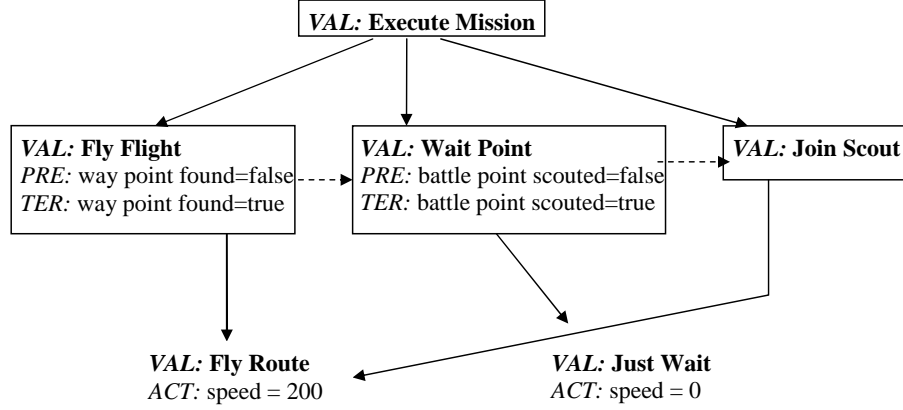 VAL: Execute Mission
VAL: Fly Flight
PRE: way point found=false
TER: way point found=true
VAL: Wait Point
PRE: battle point scouted=false
TER: battle point scouted=true
VAL: Join Scout
VAL: Fly Route
ACT: speed = 200
VAL: Just Wait
ACT: speed = 0